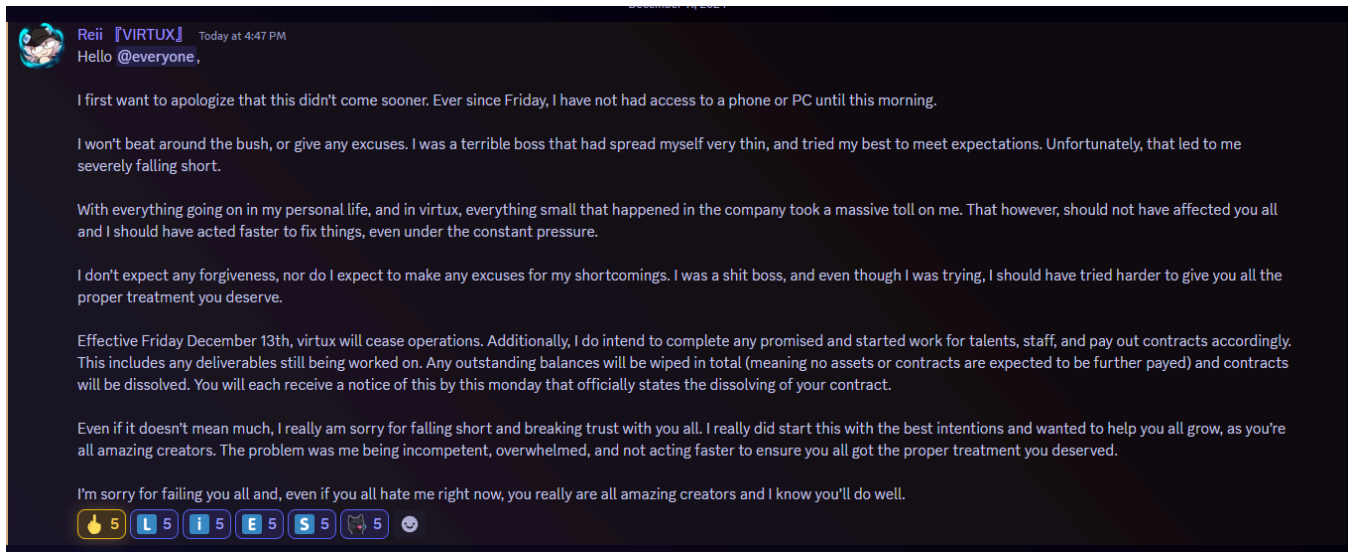 Reii 『VIRTUX』 Today at 4:47 PM
Hello @everyone,
I first want to apologize that this didn't come sooner. Ever since Friday, I have not had access to a phone or PC until this morning.
I won't beat around the bush, or give any excuses. I was a terrible boss that had spread myself very thin, and tried my best to meet expectations. Unfortunately, that led to me
severely falling short.
With everything going on in my personal life, and in virtux, everything small that happened in the company took a massive toll on me. That however, should not have affected you all
and I should have acted faster to fix things, even under the constant pressure.
I don't expect any forgiveness, nor do I expect to make any excuses for my shortcomings. I was a shit boss, and even though I was trying, I should have tried harder to give you all the
proper treatment you deserve.
Effective Friday December 13th, virtux will cease operations. Additionally, I do intend to complete any promised and started work for talents, staff, and pay out contracts accordingly.
This includes any deliverables still being worked on. Any outstanding balances will be wiped in total (meaning no assets or contracts are expected to be further payed) and contracts
will be dissolved. You will each receive a notice of this by this monday that officially states the dissolving of your contract.
Even if it doesn't mean much, I really am sorry for falling short and breaking trust with you all. I really did start this with the best intentions and wanted to help you all grow, as you're
all amazing creators. The problem was me being incompetent, overwhelmed, and not acting faster to ensure you all got the proper treatment you deserved.
I'm sorry for failing you all and, even if you all hate me right now, you really are all amazing creators and I know you'll do well.
5 L 5 i 5 E 5 S 5 5